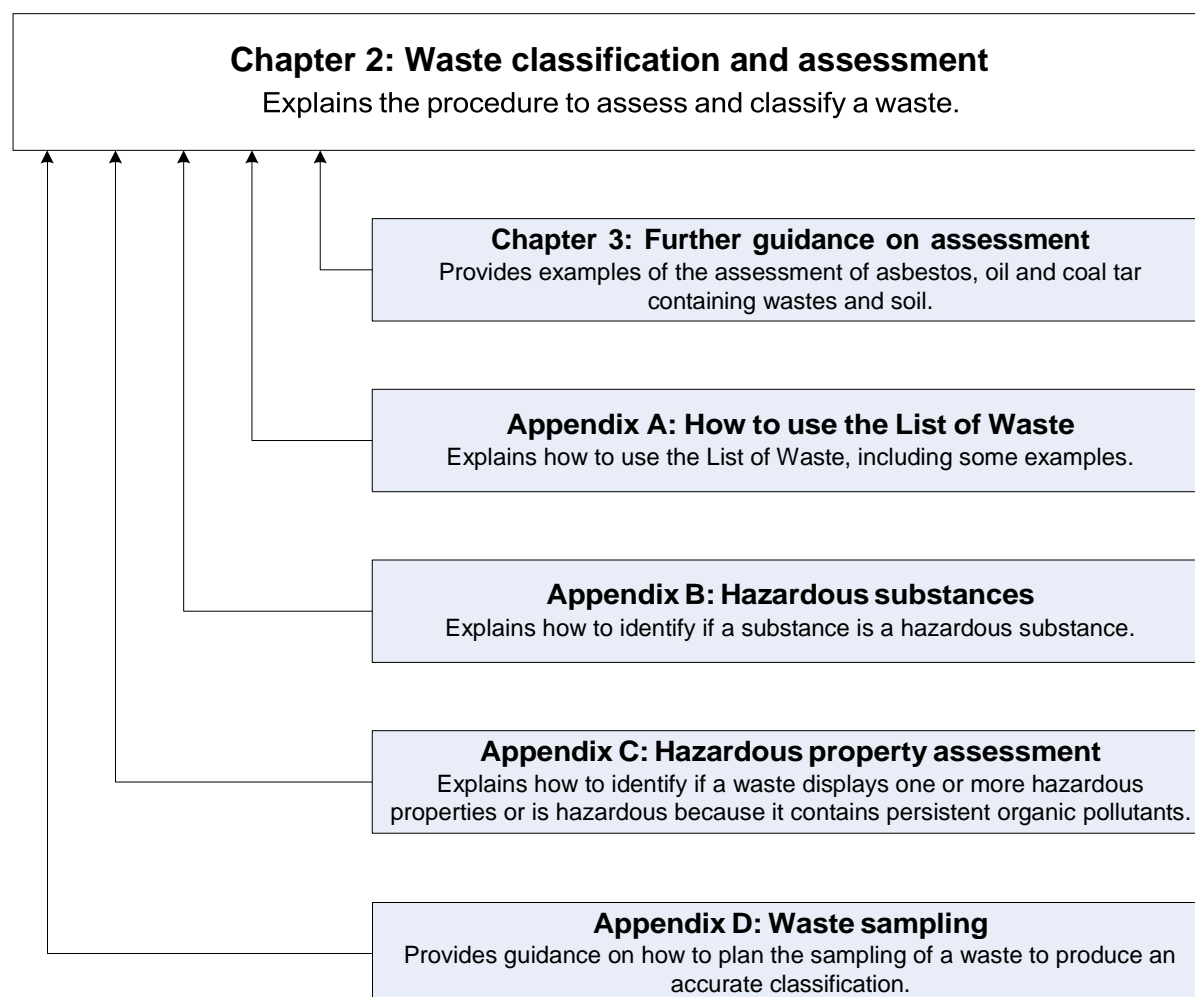 Chapter 2: Waste classification and assessment
Explains the procedure to assess and classify a waste.
Chapter 3: Further guidance on assessment
Provides examples of the assessment of asbestos, oil and coal tar
containing wastes and soil.
Appendix A: How to use the List of Waste
Explains how to use the List of Waste, including some examples.
Appendix B: Hazardous substances
Explains how to identify if a substance is a hazardous substance.
Appendix C: Hazardous property assessment
Explains how to identify if a waste displays one or more hazardous
properties or is hazardous because it contains persistent organic pollutants.
Appendix D: Waste sampling
Provides guidance on how to plan the sampling of a waste to produce an
accurate classification.